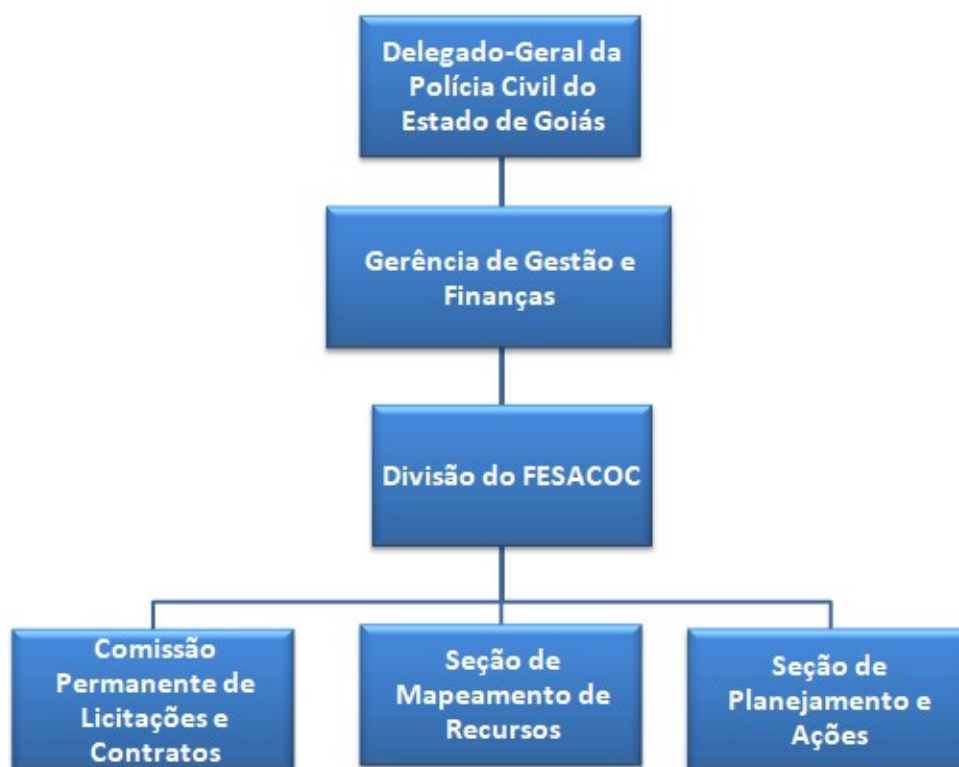 Delegado-Geral da
Polícia Civil do
Estado de Goiás
Gerência de Gestão e
Finanças
Divisão do FESACOC
Comissão
Permanente de
Licitações e
Contratos
Seção de
Mapeamento de
Recursos
Seção de
Planejamento e
Ações